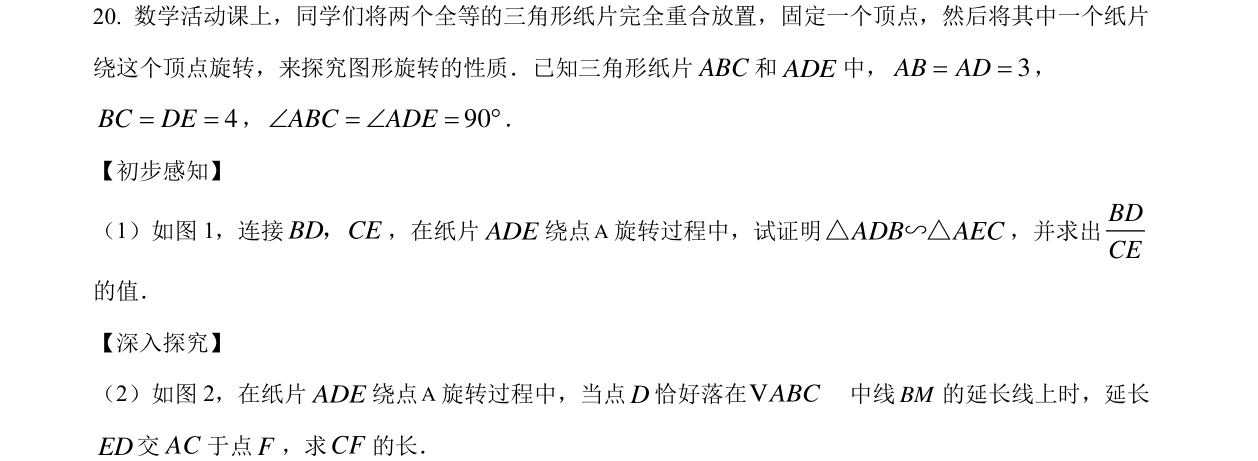 20. 数学活动课上，同学们将两个全等的三角形纸片完全重合放置，固定一个顶点，然后将其中一个纸片
绕这个顶点旋转，来探究图形旋转的性质．已知三角形纸片 ABC 和 ADE 中， AB = AD = 3，
BC = DE = 4，∠ABC = ∠ADE = 90°．
【初步感知】
（1）如图 1，连接 BD，CE，在纸片 ADE 绕点 A 旋转过程中，试证明△ADB∽△AEC，并求出 BD/CE
的值．
【深入探究】
（2）如图 2，在纸片 ADE 绕点 A 旋转过程中，当点 D 恰好落在VABC 中线 BM 的延长线上时，延长
ED 交 AC 于点 F，求 CF 的长．